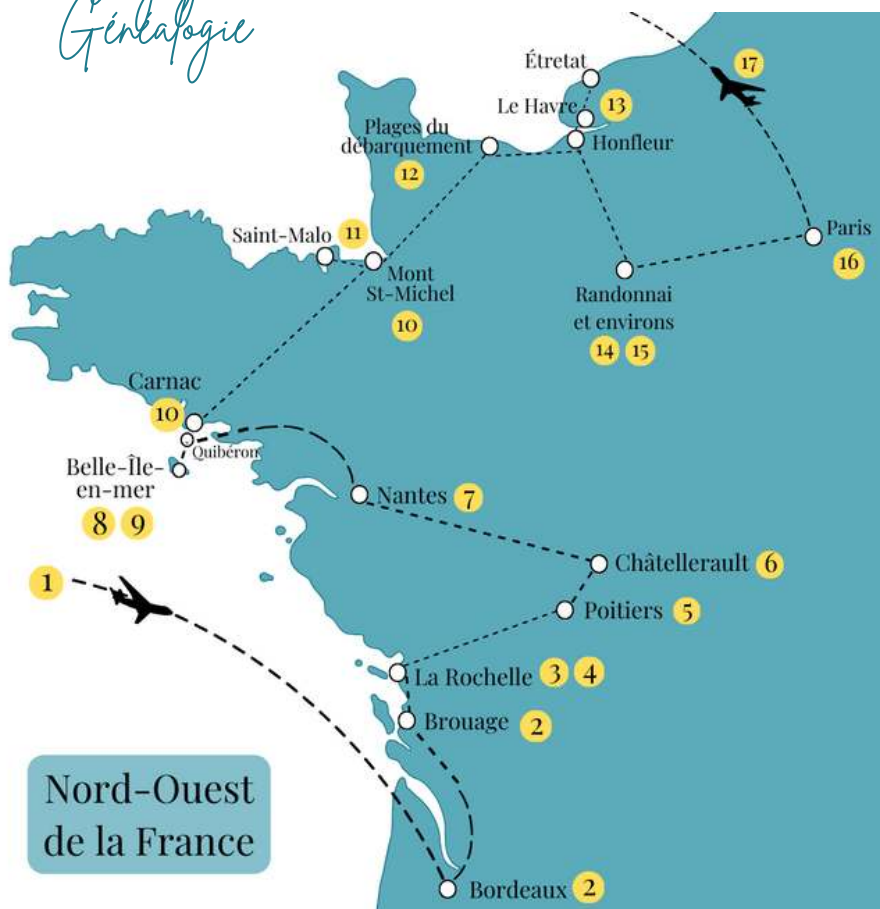 Généalogie
17
Étretat
Le Havre 13
Plages du
débarquement
12
Honfleur
Saint-Malo 11
Paris
16
Mont
St-Michel
10
Randonnai
et environs
14 15
Carnac
10
Quibéron
Belle-Île-
en-mer
8 9
Nantes 7
1
Châtellerault 6
Poitiers 5
La Rochelle 3 4
Brouage 2
Nord-Ouest
de la France
Bordeaux 2